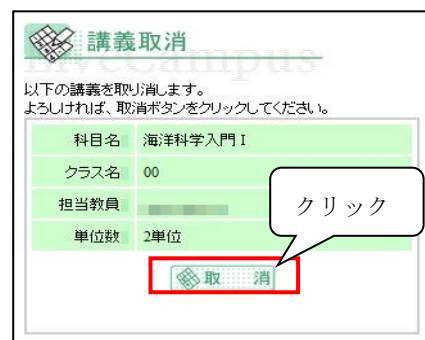 講義取消
LiveCampus
以下の講義を取り消します。
よろしければ、取消ボタンをクリックしてください。
科目名 海洋科学入門 I
クラス名 00
担当教員
単位数 2単位
クリック
取 消